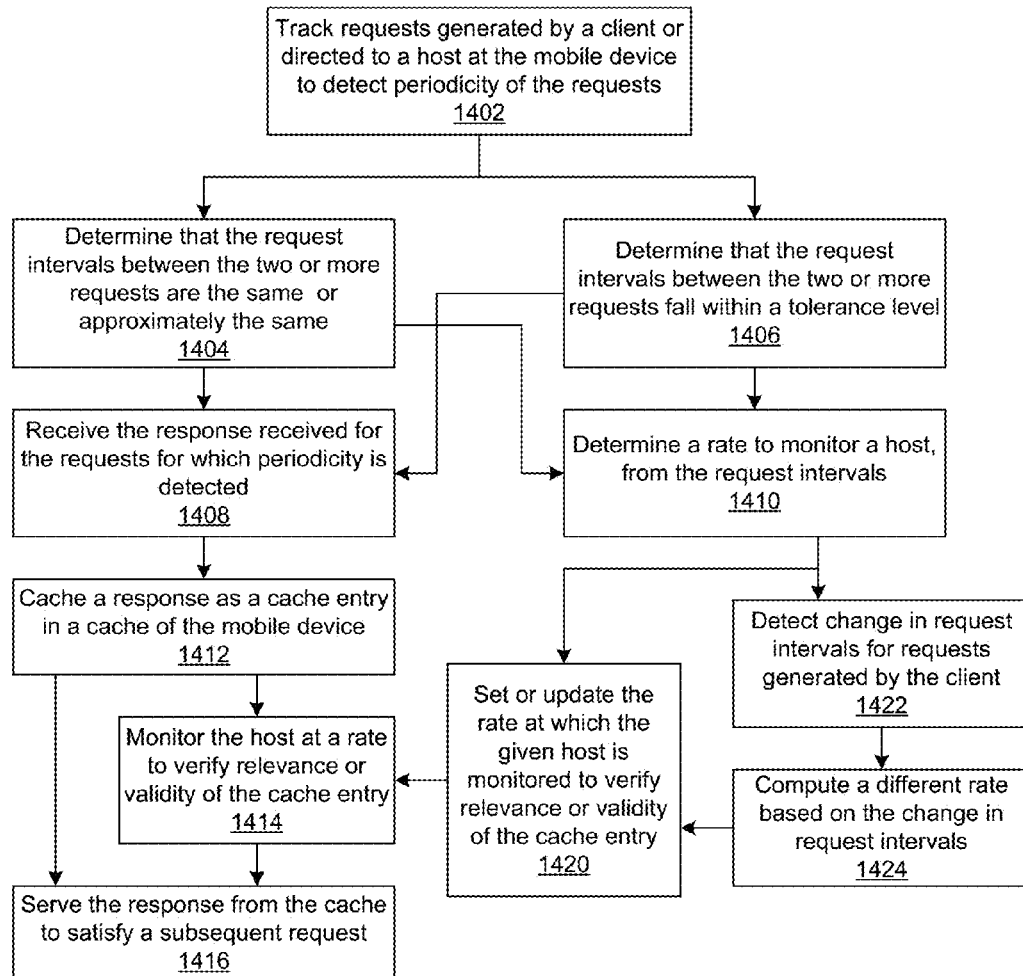 Track requests generated by a client or
directed to a host at the mobile device
to detect periodicity of the requests
1402
Determine that the request
intervals between the two or more
requests are the same or
approximately the same
1404
Determine that the request
intervals between the two or more
requests fall within a tolerance level
1406
Receive the response received for
the requests for which periodicity is
detected
1408
Determine a rate to monitor a host,
from the request intervals
1410
Cache a response as a cache entry
in a cache of the mobile device
1412
Detect change in request
intervals for requests
generated by the client
1422
Set or update the
rate at which the
given host is
monitored to verify
relevance or validity
of the cache entry
1420
Monitor the host at a rate
to verify relevance or
validity of the cache entry
1414
Compute a different rate
based on the change in
request intervals
1424
Serve the response from the cache
to satisfy a subsequent request
1416